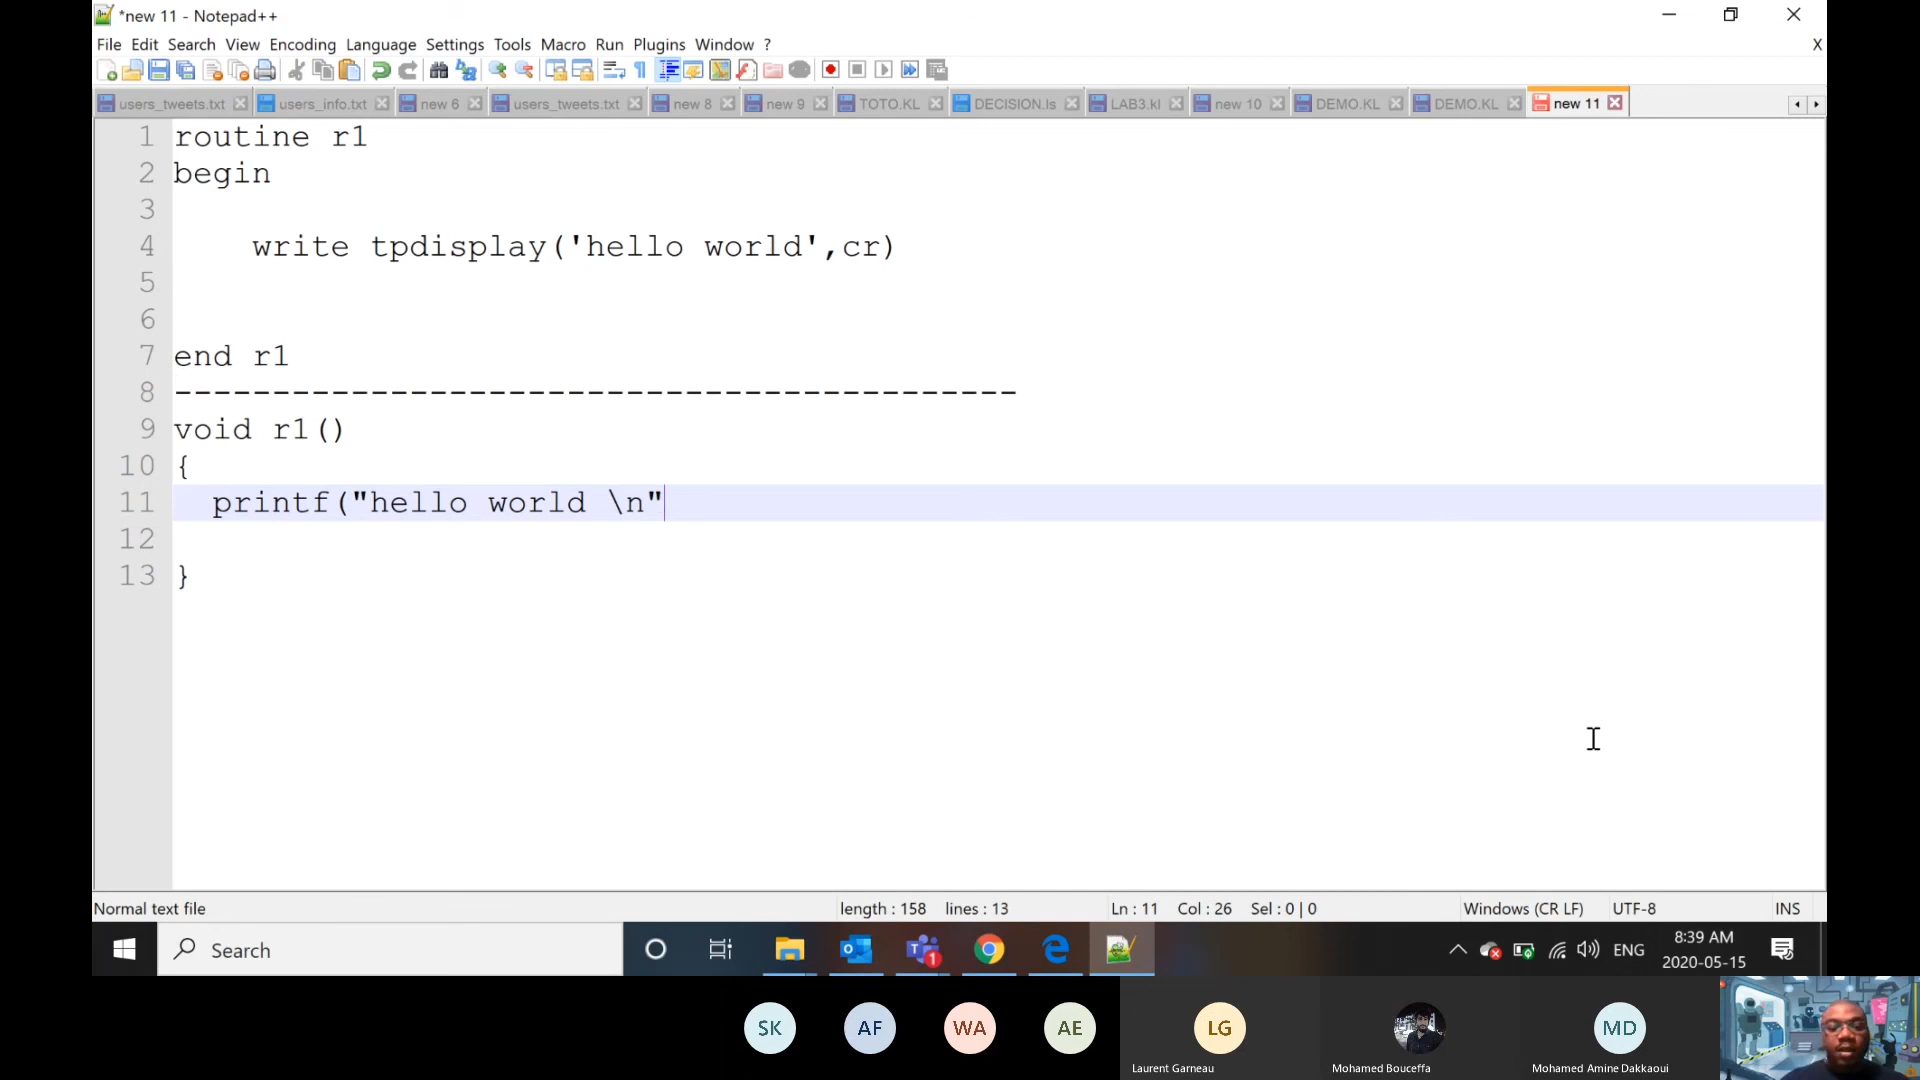 *new 11 - Notepad++
File Edit Search View Encoding Language Settings Tools Macro Run Plugins Window ? X
users_tweets.txt users_info.txt new 6 users_tweets.txt new 8 new 9 TOTO.KL DECISION.ls LAB3.kl new 10 DEMO.KL DEMO.KL new 11
1 routine r1
2 begin
3
4 write tpdisplay('hello world',cr)
5
6
7 end r1
8 -------------------------------------------
9 void r1()
10 {
11 printf("hello world \n"
12
13 }
Normal text file length : 158 lines : 13 Ln : 11 Col : 26 Sel : 0 | 0 Windows (CR LF) UTF-8 INS
Search 1 ENG 8:39 AM
2020-05-15
SK AF WA AE LG MD
Laurent Garneau Mohamed Bouceffa Mohamed Amine Dakkaoui